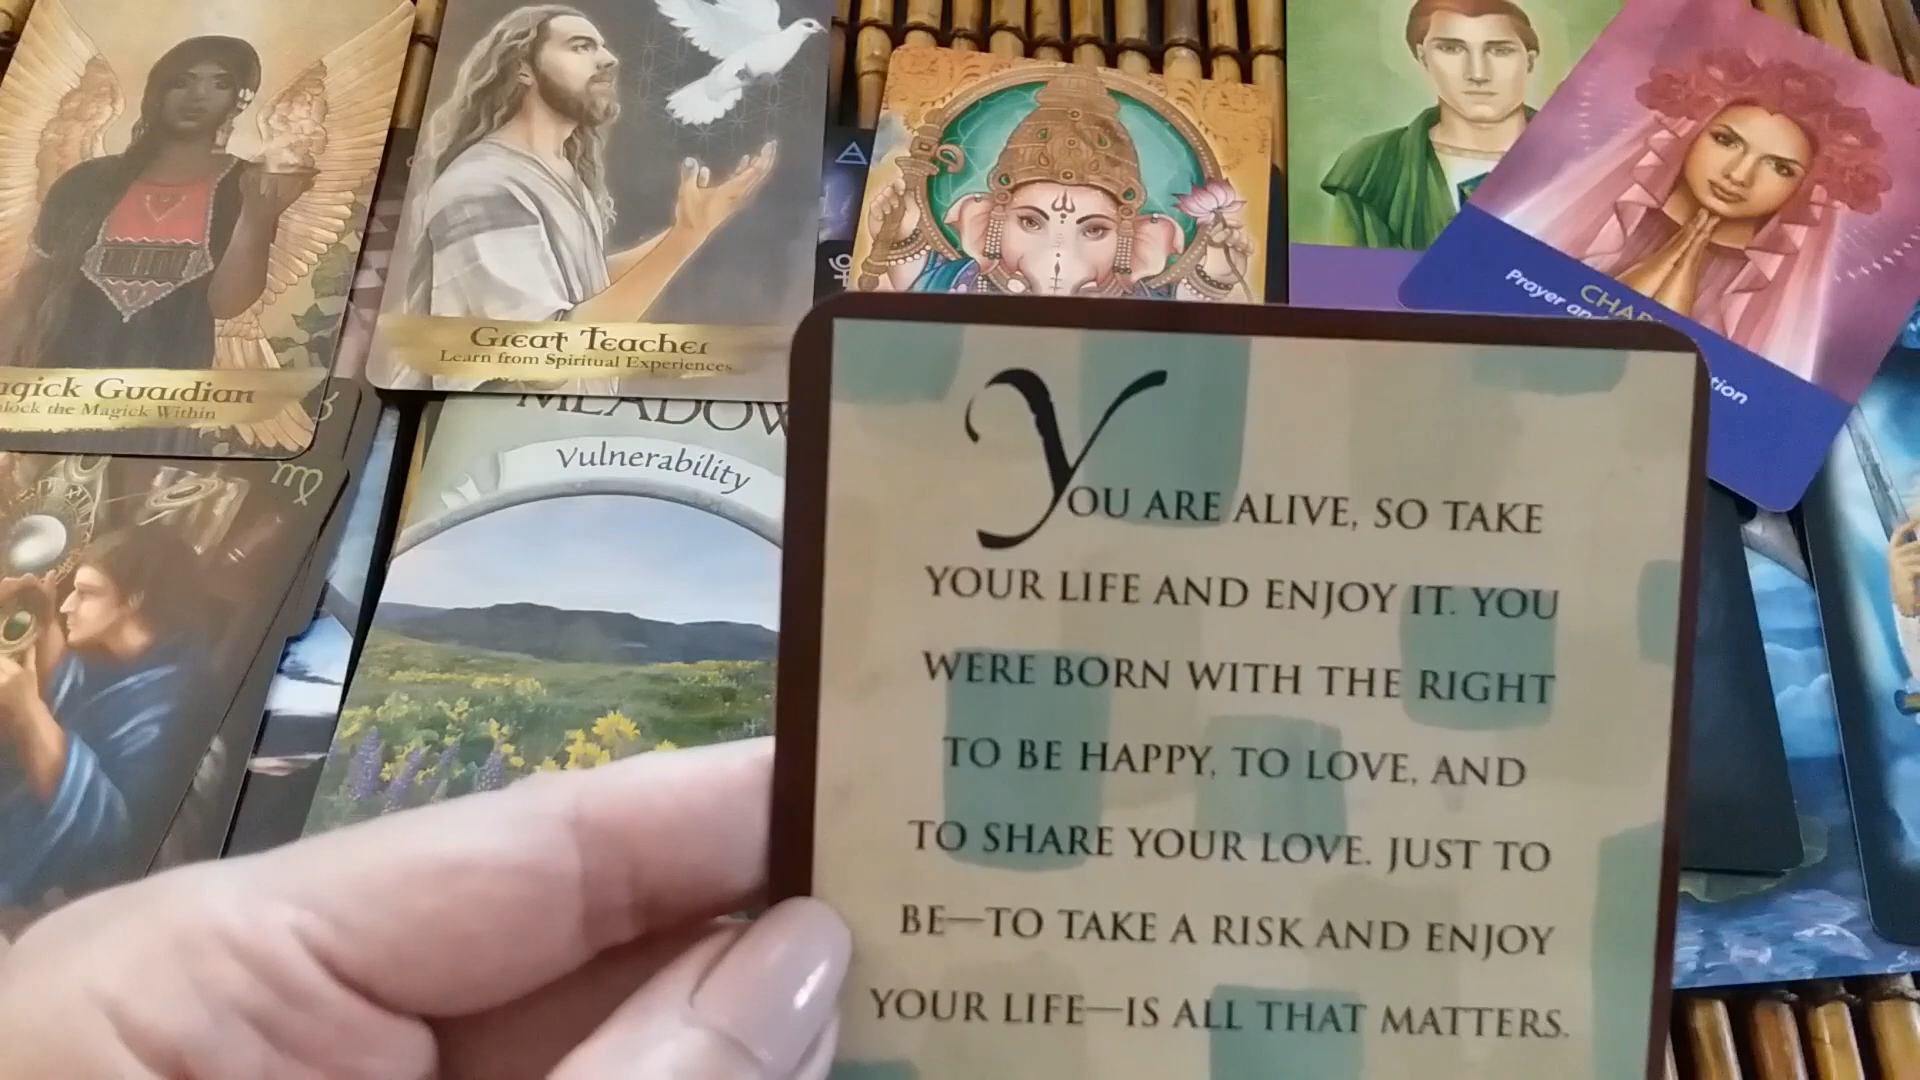 Great Teacher
Learn from Spiritual Experiences
agick Guardian
lock the Magick Within
MEADOW
Vulnerability
CHAR
Prayer an
tion
YOU ARE ALIVE, SO TAKE
YOUR LIFE AND ENJOY IT. YOU
WERE BORN WITH THE RIGHT
TO BE HAPPY, TO LOVE, AND
TO SHARE YOUR LOVE. JUST TO
BE—TO TAKE A RISK AND ENJOY
YOUR LIFE—IS ALL THAT MATTERS.